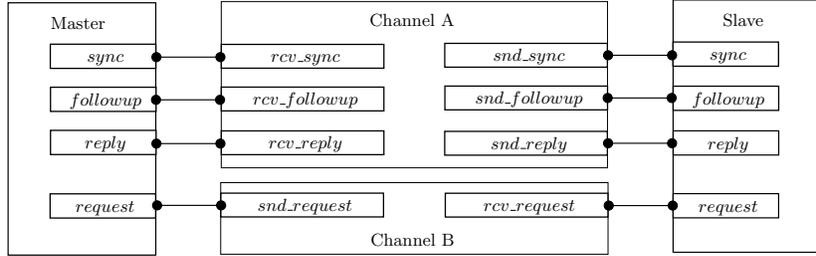 Master Channel A Slave
sync rcv_sync snd_sync sync
followup rcv_followup snd_followup followup
reply rcv_reply snd_reply reply
request snd_request rcv_request request
Channel B